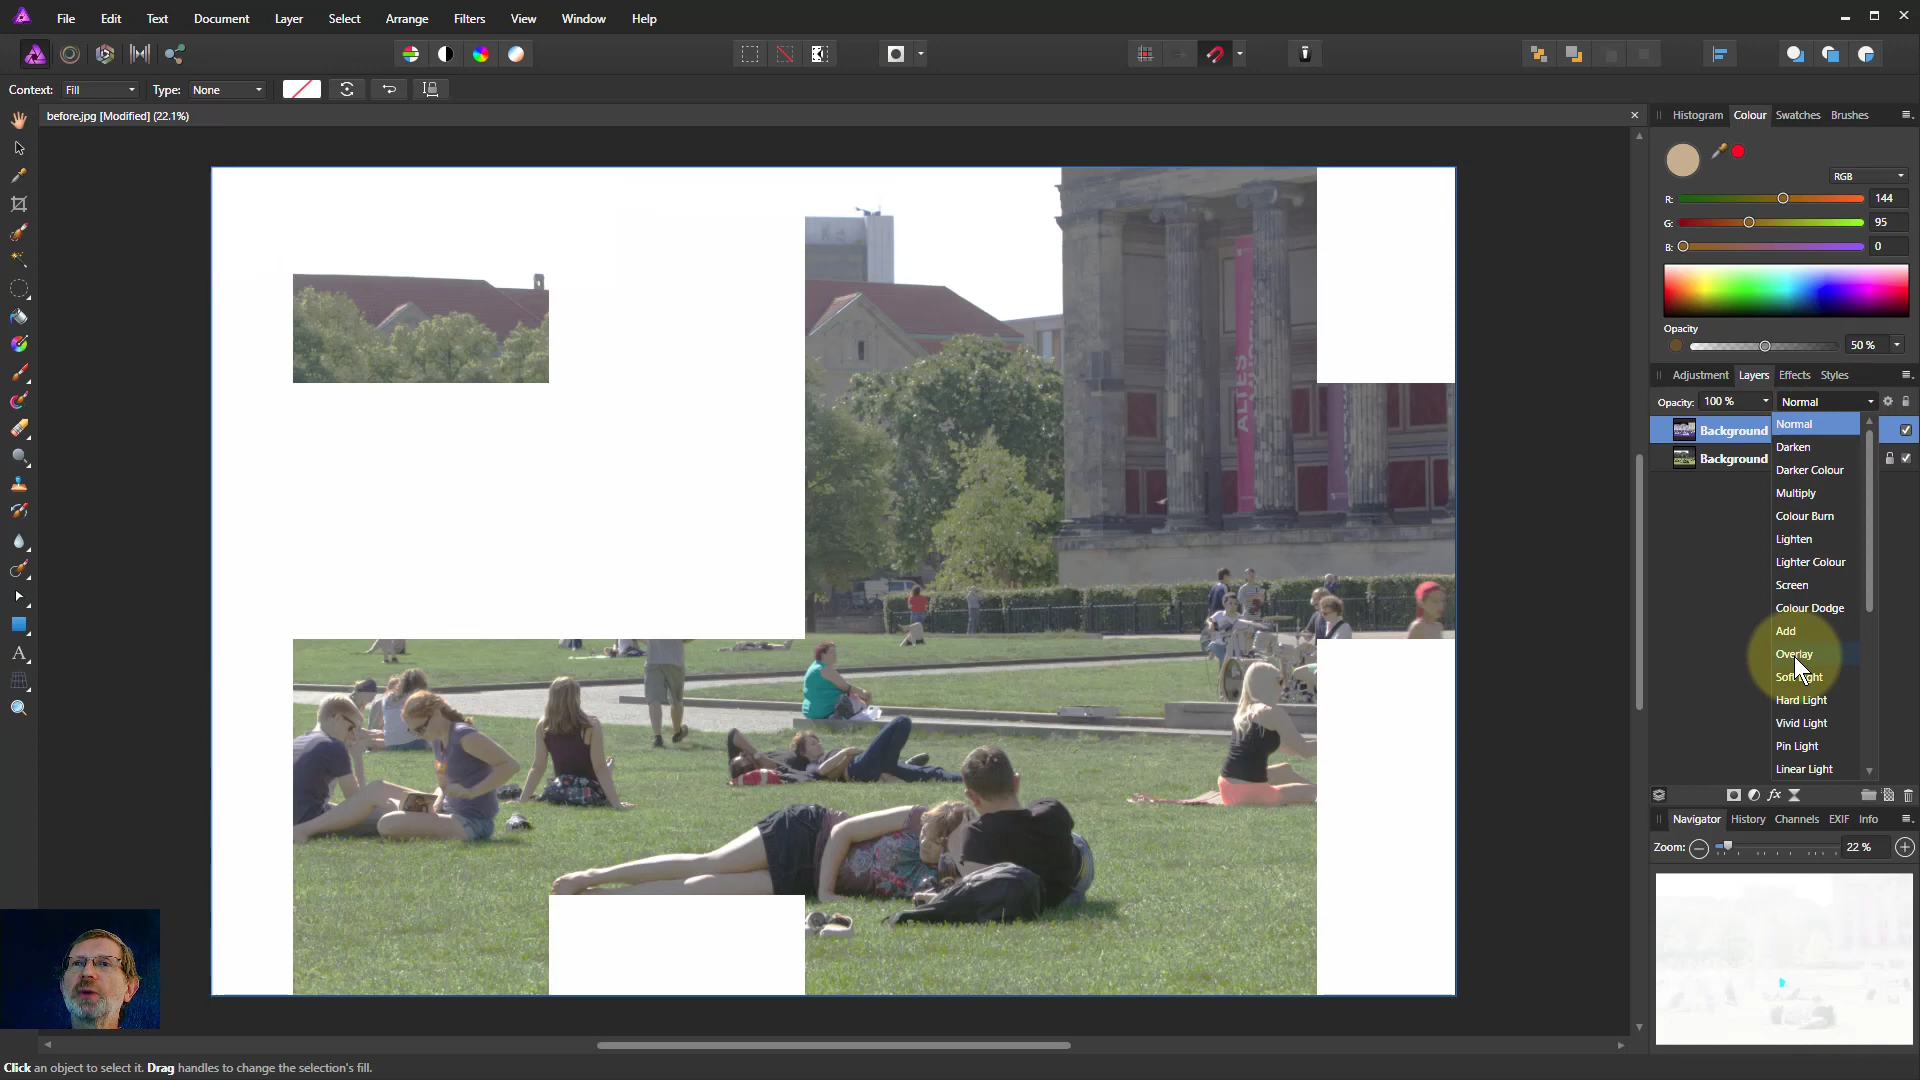 File Edit Text Document Layer Select Arrange Filters View Window Help
Context: Fill Type: None
before.jpg [Modified] (22.1%)
Histogram Colour Swatches Brushes
RGB
R: 144
G: 95
B: 0
Opacity
50 %
Adjustment Layers Effects Styles
Opacity: 100 % Normal
Background
Background
Normal
Darken
Darker Colour
Multiply
Colour Burn
Lighten
Lighter Colour
Screen
Colour Dodge
Add
Overlay
Soft Light
Hard Light
Vivid Light
Pin Light
Linear Light
ALTES
Navigator History Channels EXIF Info
Zoom: 22 %
Click an object to select it. Drag handles to change the selection's fill.